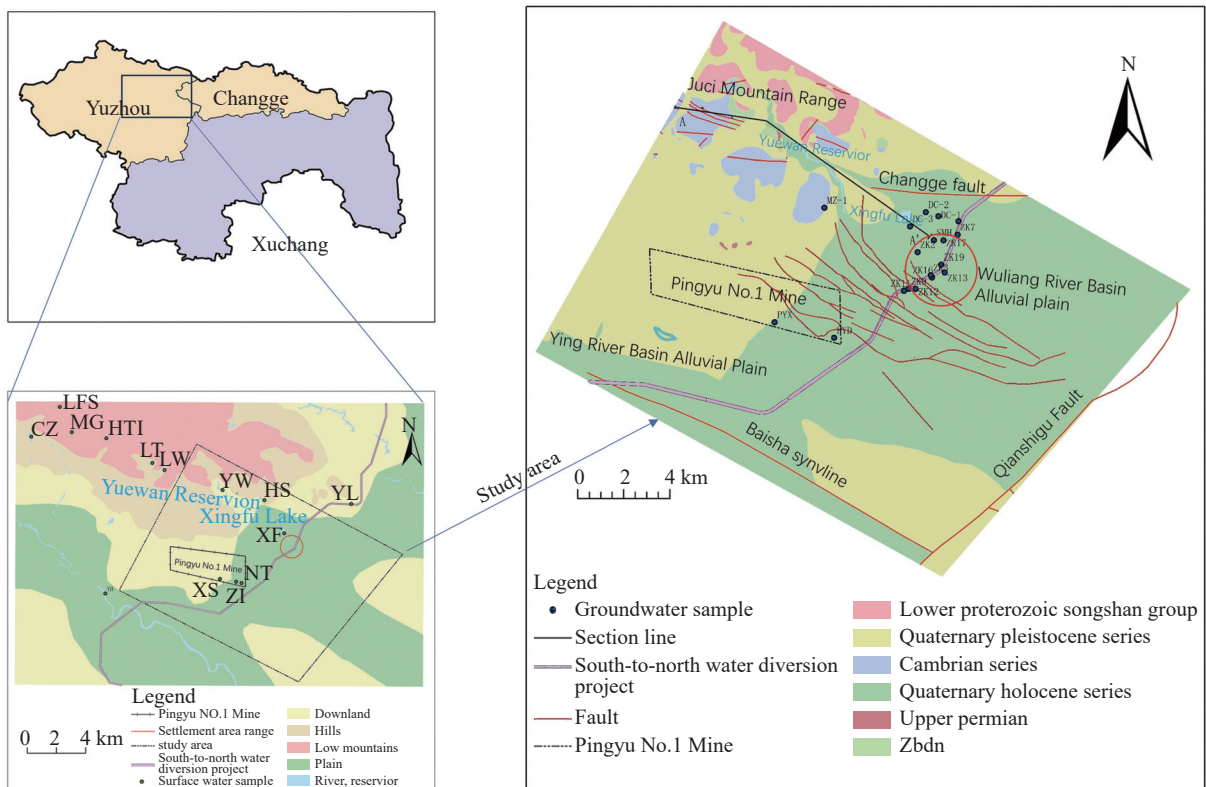 Yuzhou
Changge
Xuchang
LFS
MG
CZ
HTI
LT
LW
YW
HS
YL
Yuewan Reservion
Xingfu Lake
XF
Pingyu No.1 Mine
NT
XS
ZI
N
0 2 4 km
Legend
Pingyu NO.1 Mine
Settlement area range
study area
South-to-north water
diversion project
Surface water sample
Downland
Hills
Low mountains
Plain
River, reservior
Study area
N
Juci Mountain Range
A
Yuewan Reservior
Changge fault
MZ-1
Xingfu Lake
DC-2
DC-1
ZK7
A'
SMH
ZK2
ZK17
ZK19
ZK16
ZK13
ZK12
Wuliang River Basin
Alluvial plain
Pingyu No.1 Mine
PYX
Ying River Basin Alluvial Plain
Baisha synvline
Qianshigu Fault
0 2 4 km
Legend
Groundwater sample
Section line
South-to-north water diversion
project
Fault
Pingyu No.1 Mine
Lower proterozoic songshan group
Quaternary pleistocene series
Cambrian series
Quaternary holocene series
Upper permian
Zbdn